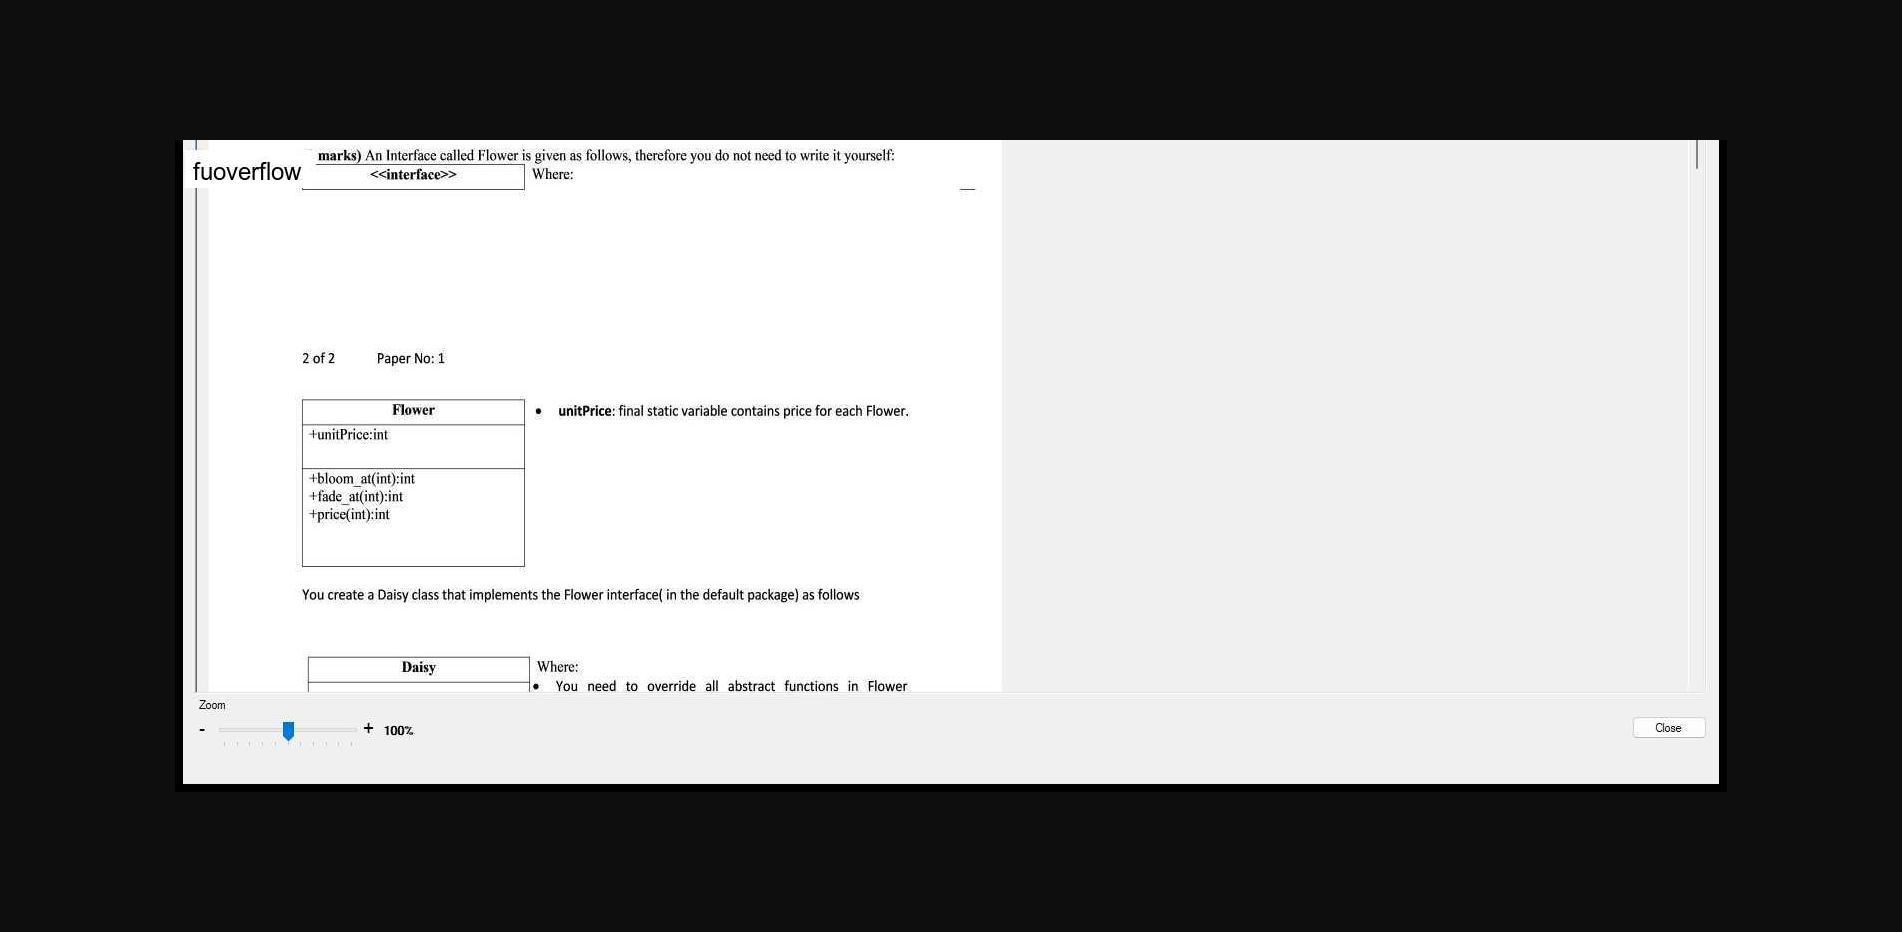 marks) An Interface called Flower is given as follows, therefore you do not need to write it yourself:
fuoverflow
<<interface>>
Where:
2 of 2 Paper No: 1
Flower
• unitPrice: final static variable contains price for each Flower.
+unitPrice:int
+bloom_at(int):int
+fade_at(int):int
+price(int):int
You create a Daisy class that implements the Flower interface( in the default package) as follows
Daisy
Where:
• You need to override all abstract functions in Flower
Zoom
- + 100%
Close